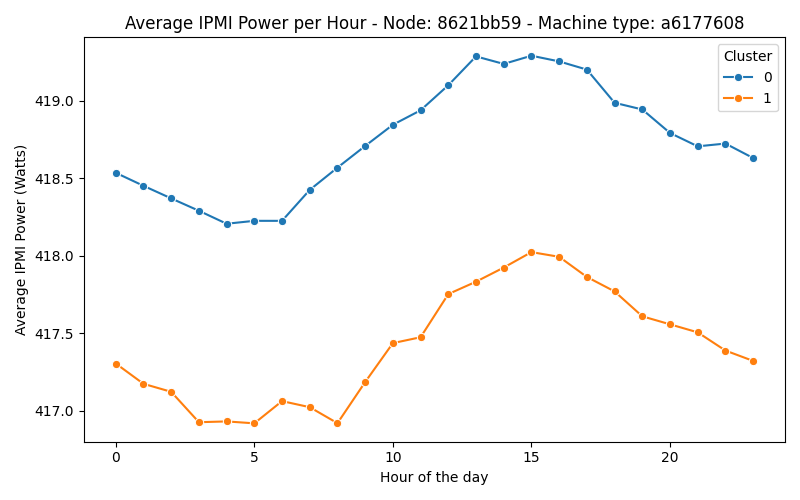 Average IPMI Power per Hour - Node: 8621bb59 - Machine type: a6177608
Average IPMI Power (Watts)
419.0
418.5
418.0
417.5
417.0
Cluster
0
1
0 5 10 15 20
Hour of the day